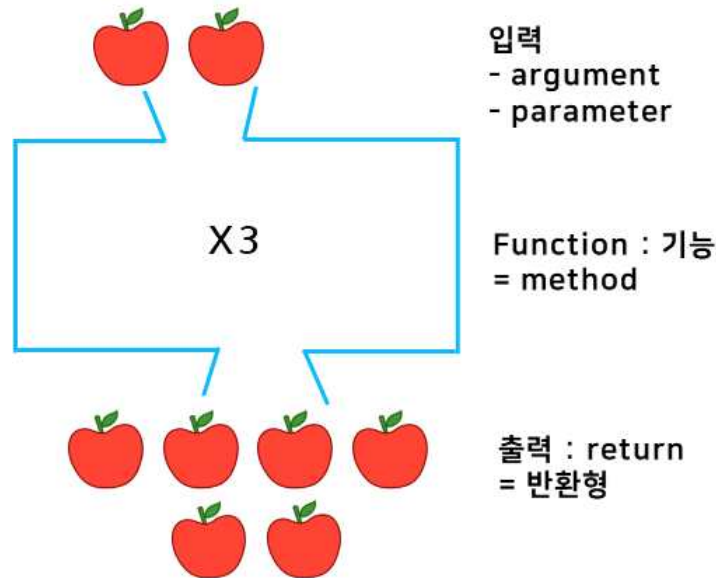 입력
- argument
- parameter
X3
Function : 기능
= method
출력 : return
= 반환형